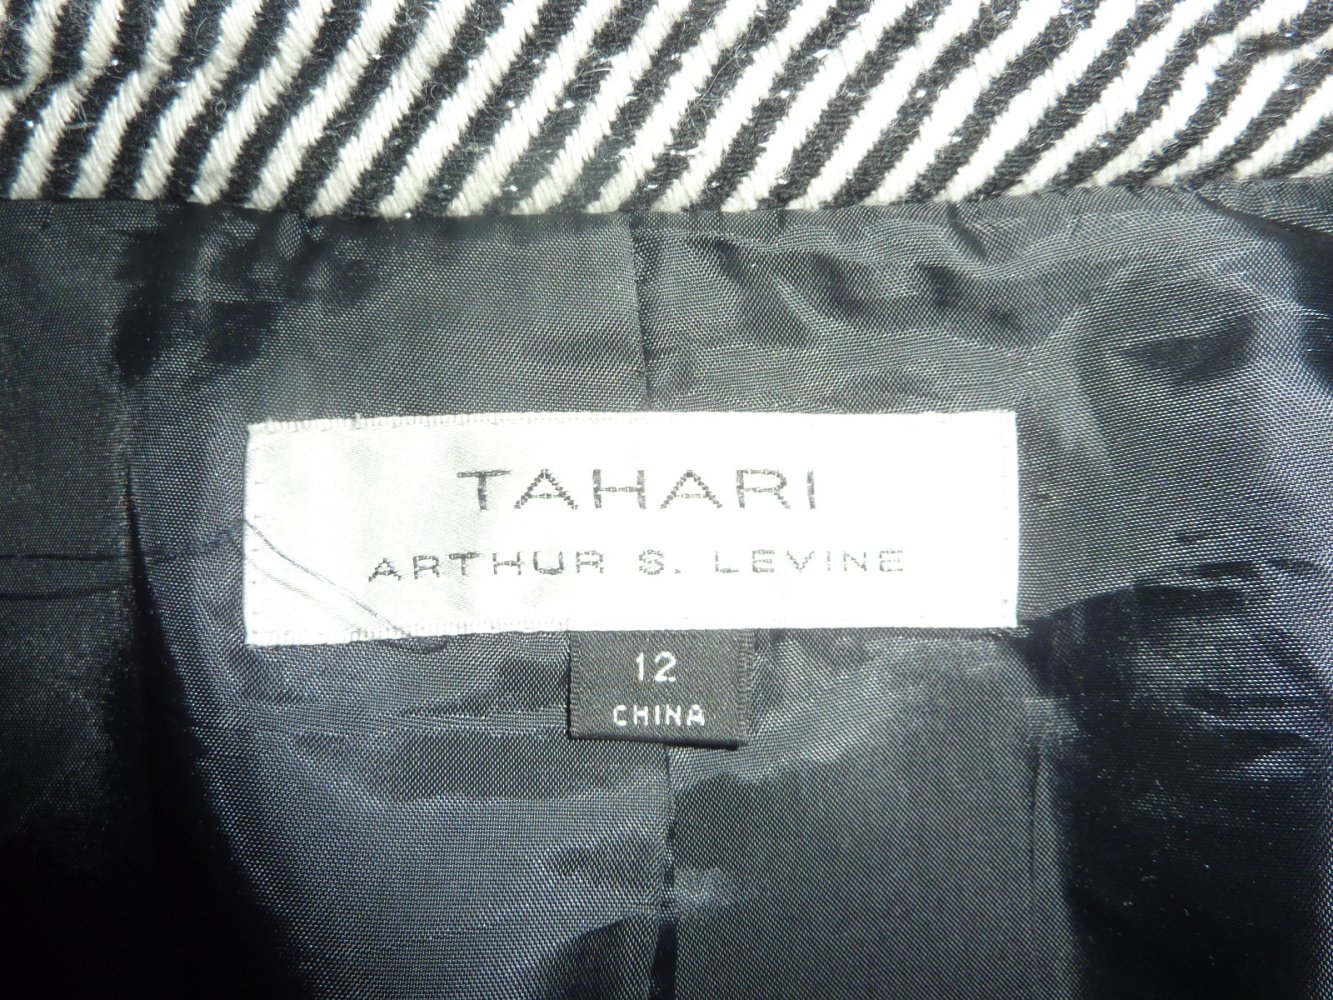 TAHARI
ARTHUR S. LEVINE
12
CHINA